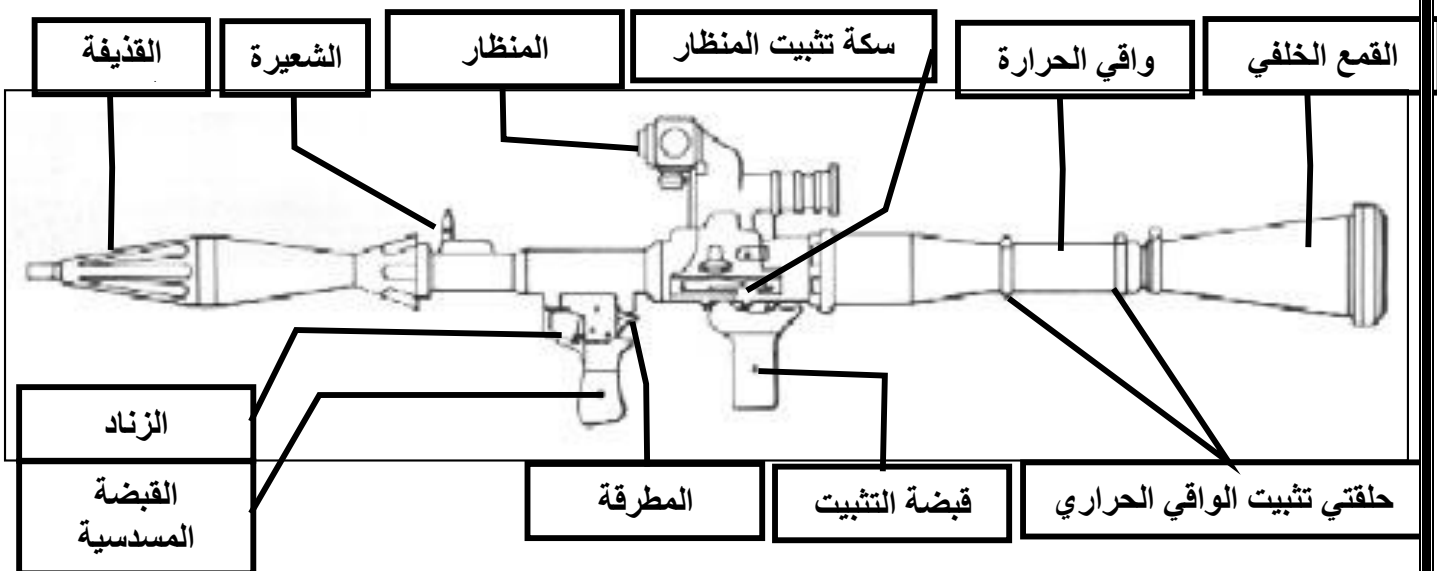 القمع الخلفي
واقي الحرارة
سكة تثبيت المنظار
المنظار
الشعيرة
القذيفة
حلقتي تثبيت الواقي الحراري
قبضة التثبيت
المطرقة
الزناد
القبضة
المسدسية